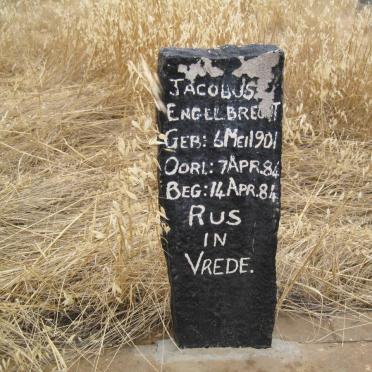 JACOBUS
ENGELBRECHT
GEB: 6 MEI 1901
OORL: 7 APR. 84
BEG: 14 APR. 84
RUS
IN
VREDE.